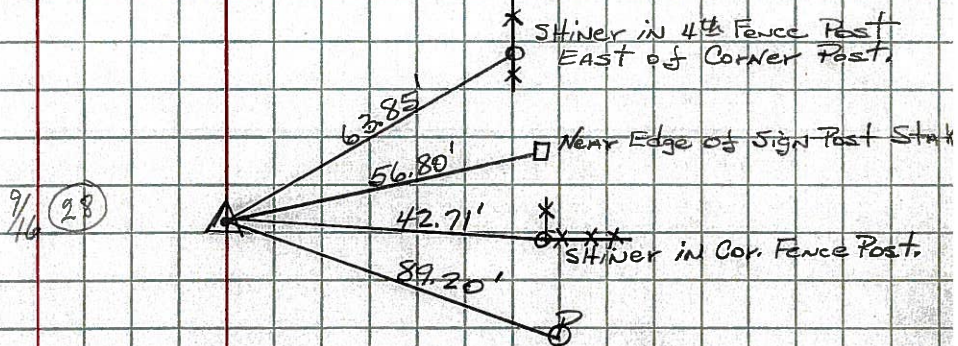 SHiner in 4th Fence Post
East of Corner Post.
63.85'
Near Edge of Sign Post
56.80'
9/16 28
42.71'
SHiner in Cor. Fence Post.
89.20'
P